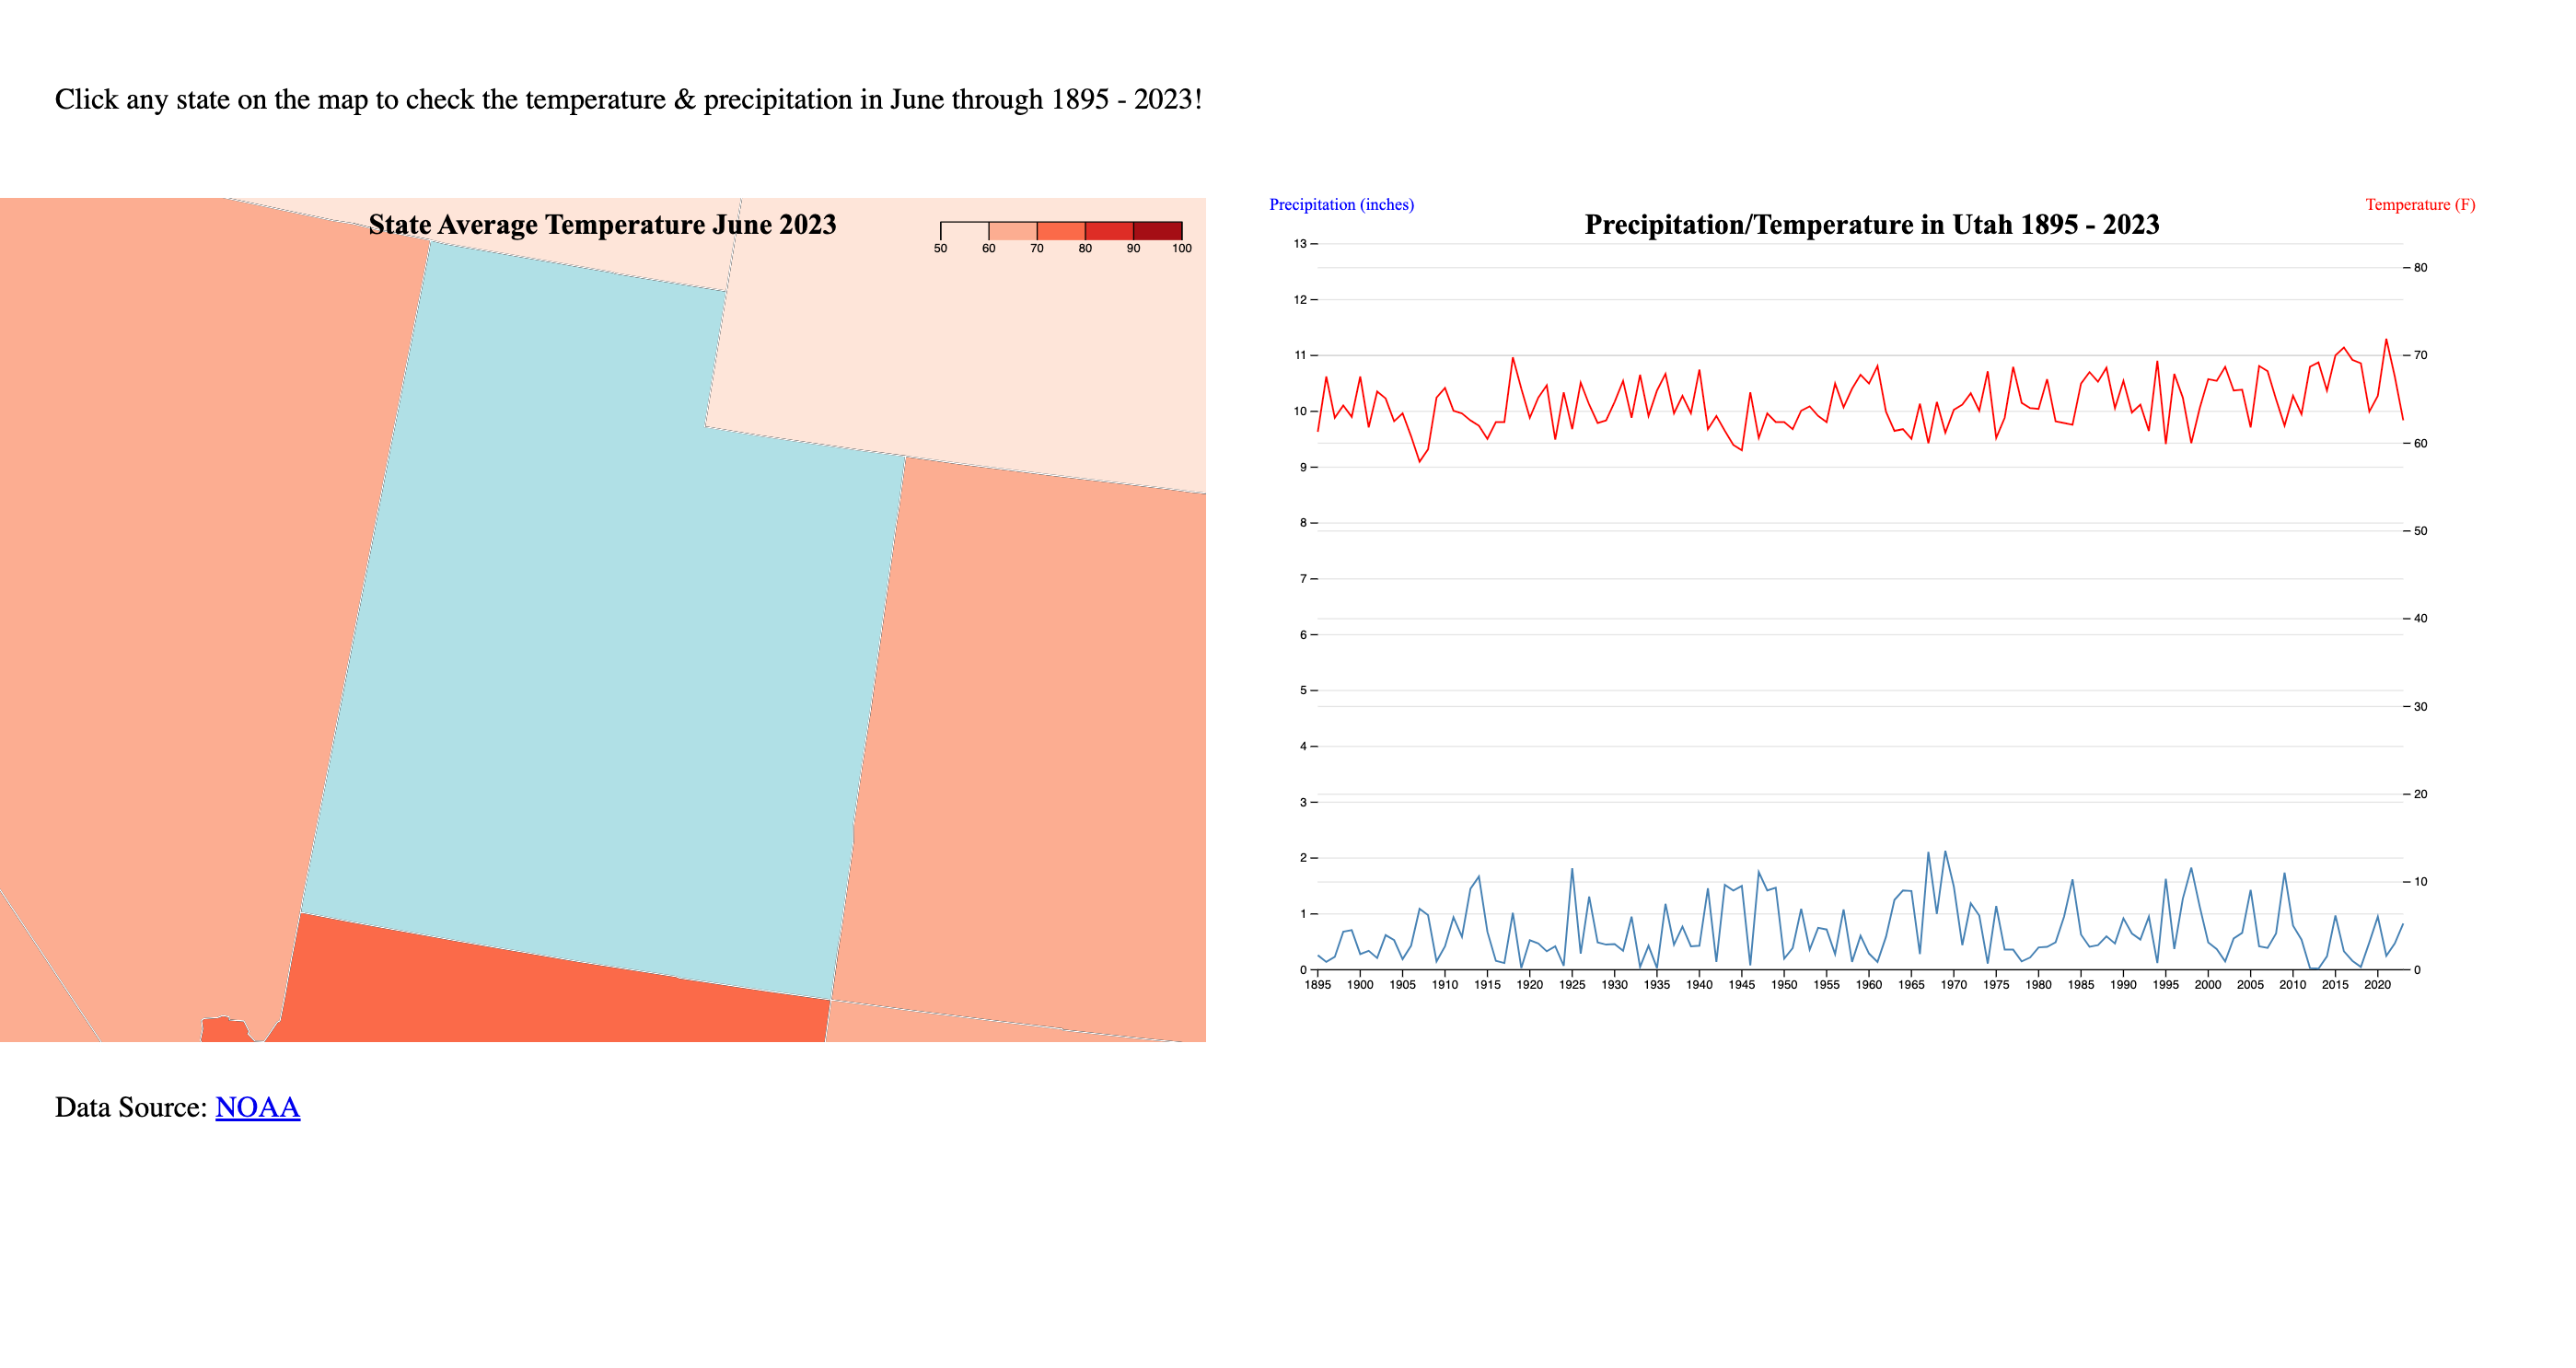 Click any state on the map to check the temperature & precipitation in June through 1895 - 2023!
State Average Temperature June 2023
50 60 70 80 90 100
Precipitation (inches)
Temperature (F)
Precipitation/Temperature in Utah 1895 - 2023
13
12
11
10
9
8
7
6
5
4
3
2
1
0
80
70
60
50
40
30
20
10
0
1895 1900 1905 1910 1915 1920 1925 1930 1935 1940 1945 1950 1955 1960 1965 1970 1975 1980 1985 1990 1995 2000 2005 2010 2015 2020
Data Source: NOAA